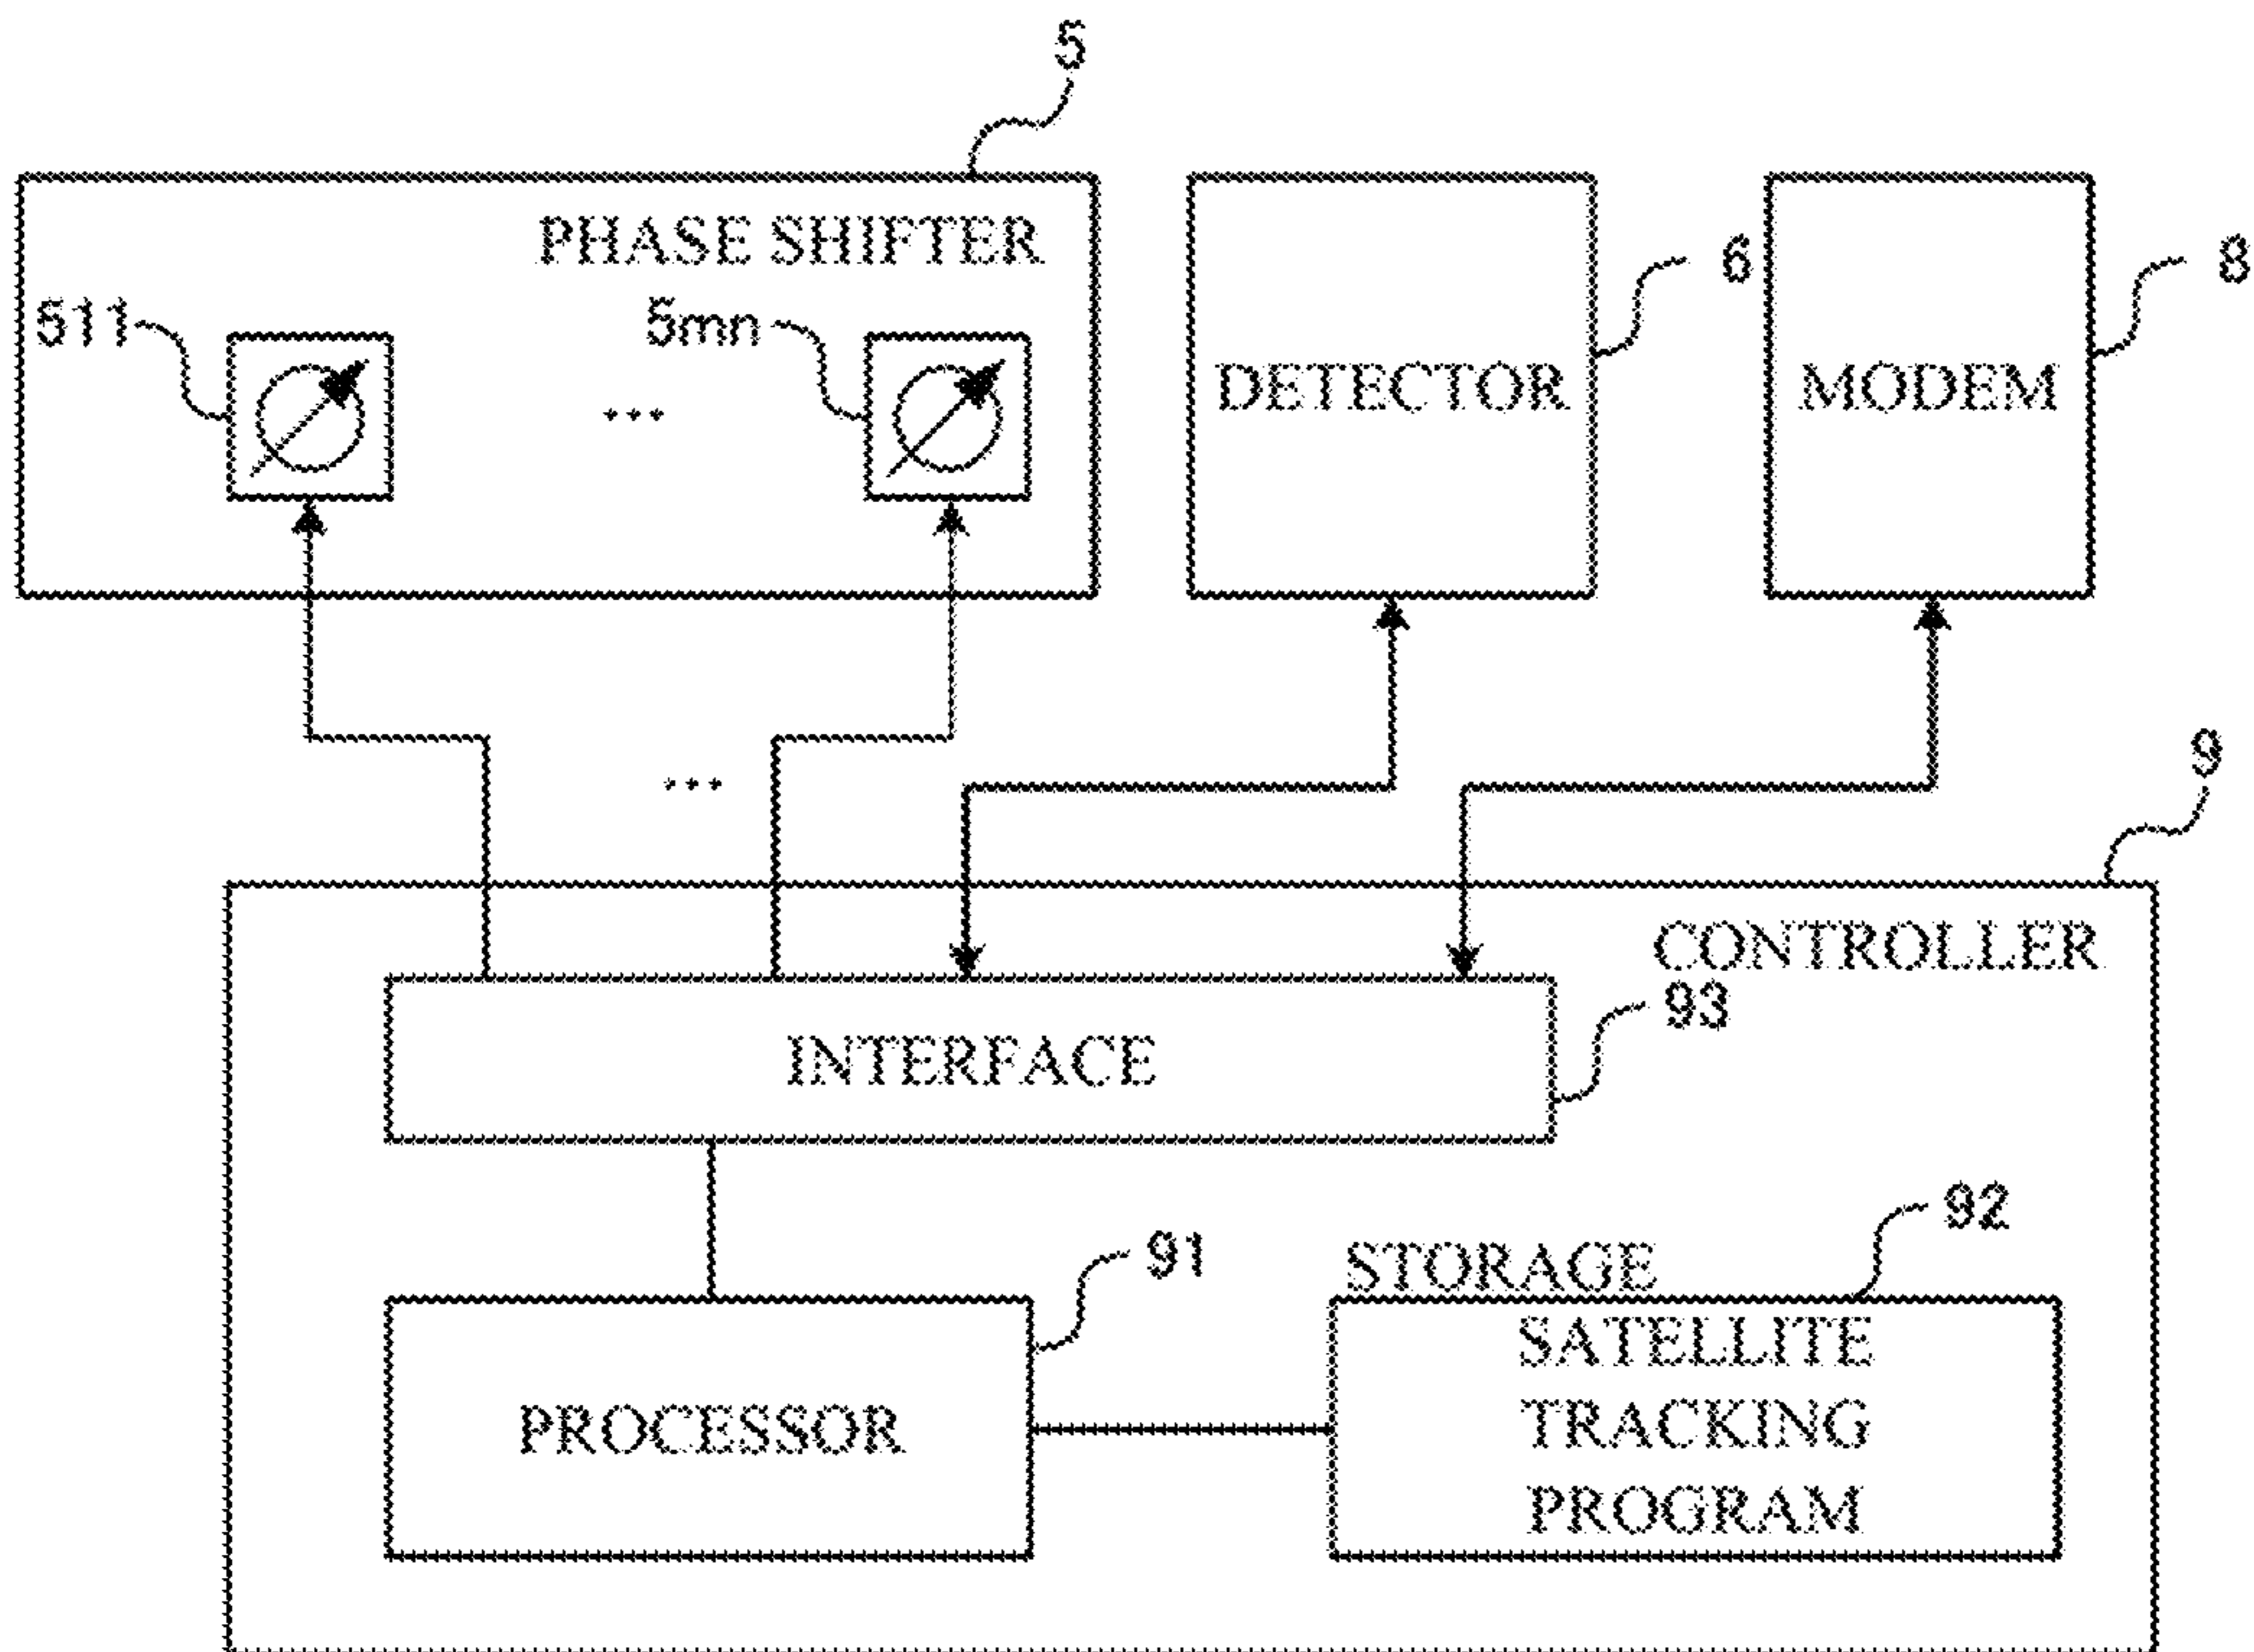 5
PHASE SHIFTER
511
5mn
...
DETECTOR
6
MODEM
8
...
9
CONTROLLER
INTERFACE
93
PROCESSOR
91
STORAGE
92
SATELLITE
TRACKING
PROGRAM